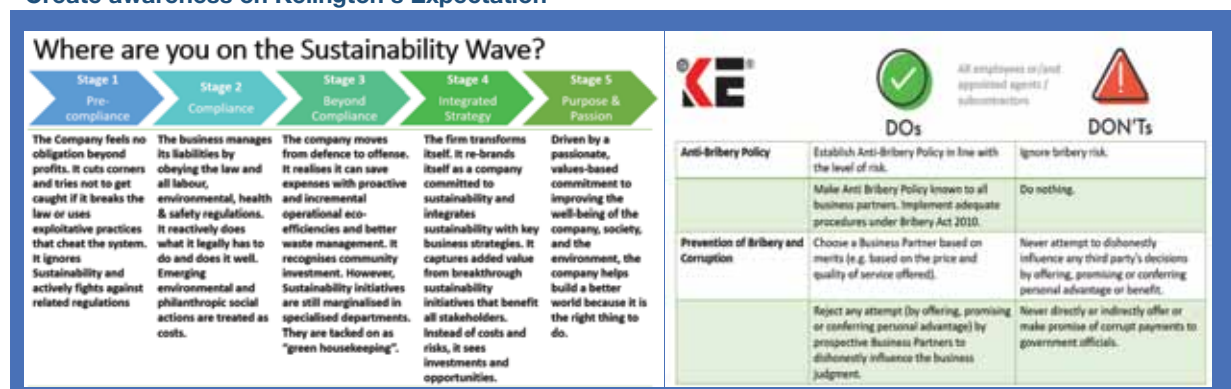 Create awareness on Kelington's Expectation
Where are you on the Sustainability Wave?
Stage 1
Pre-
compliance
Stage 2
Compliance
Stage 3
Beyond
Compliance
Stage 4
Integrated
Strategy
Stage 5
Purpose &
Passion
The Company feels no
obligation beyond
profits. It cuts corners
and tries not to get
caught if it breaks the
law or uses
exploitative practices
that cheat the system.
It ignores
Sustainability and
actively fights against
related regulations
The business manages
its liabilities by
obeying the law and
all labour,
environmental, health
& safety regulations.
It reactively does
what it legally has to
do and does it well.
Emerging
environmental and
philanthropic social
actions are treated as
costs.
The company moves
from defence to offense.
It realises it can save
expenses with proactive
and incremental
operational eco-
efficiencies and better
waste management. It
recognises community
investment. However,
Sustainability initiatives
are still marginalised in
specialised departments.
They are tacked on as
"green housekeeping".
The firm transforms
itself. It re-brands
itself as a company
committed to
sustainability and
integrates
sustainability with key
business strategies. It
captures added value
from breakthrough
sustainability
initiatives that benefit
all stakeholders.
Instead of costs and
risks, it sees
investments and
opportunities.
Driven by a
passionate,
values-based
commitment to
improving the
well-being of the
company, society,
and the
environment, the
company helps
build a better
world because it is
the right thing to
do.
KE
DOs
All employees or/and
appointed agents /
subcontractors
DON'Ts
Anti-Bribery Policy
Establish Anti-Bribery Policy in line with
the level of risk.
Ignore bribery risk.
Make Anti Bribery Policy known to all
business partners. Implement adequate
procedures under Bribery Act 2010.
Do nothing.
Prevention of Bribery and
Corruption
Choose a Business Partner based on
merits (e.g. based on the price and
quality of service offered).
Never attempt to dishonestly
influence any third party's decisions
by offering, promising or conferring
personal advantage or benefit.
Reject any attempt (by offering, promising
or conferring personal advantage) by
prospective Business Partners to
dishonestly influence the business
judgment.
Never directly or indirectly offer or
make promise of corrupt payments to
government officials.